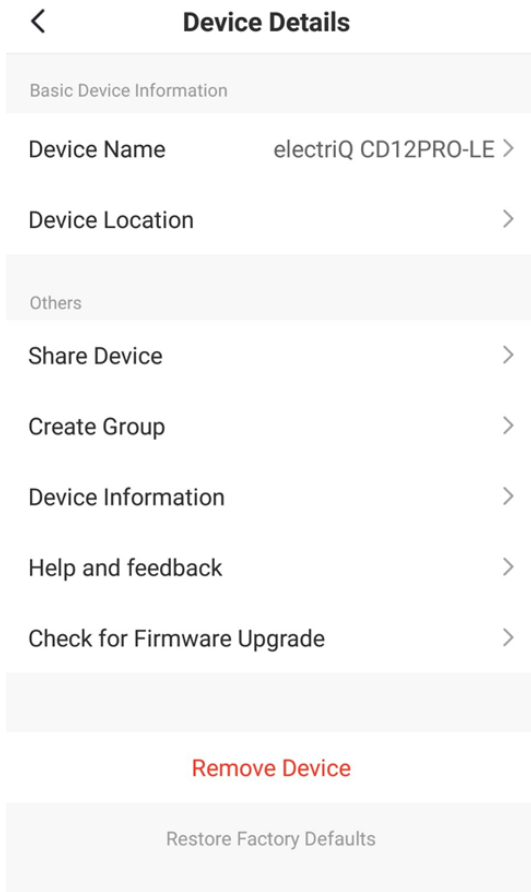 Device Details
Basic Device Information
Device Name electriQ CD12PRO-LE
Device Location
Others
Share Device
Create Group
Device Information
Help and feedback
Check for Firmware Upgrade
Remove Device
Restore Factory Defaults